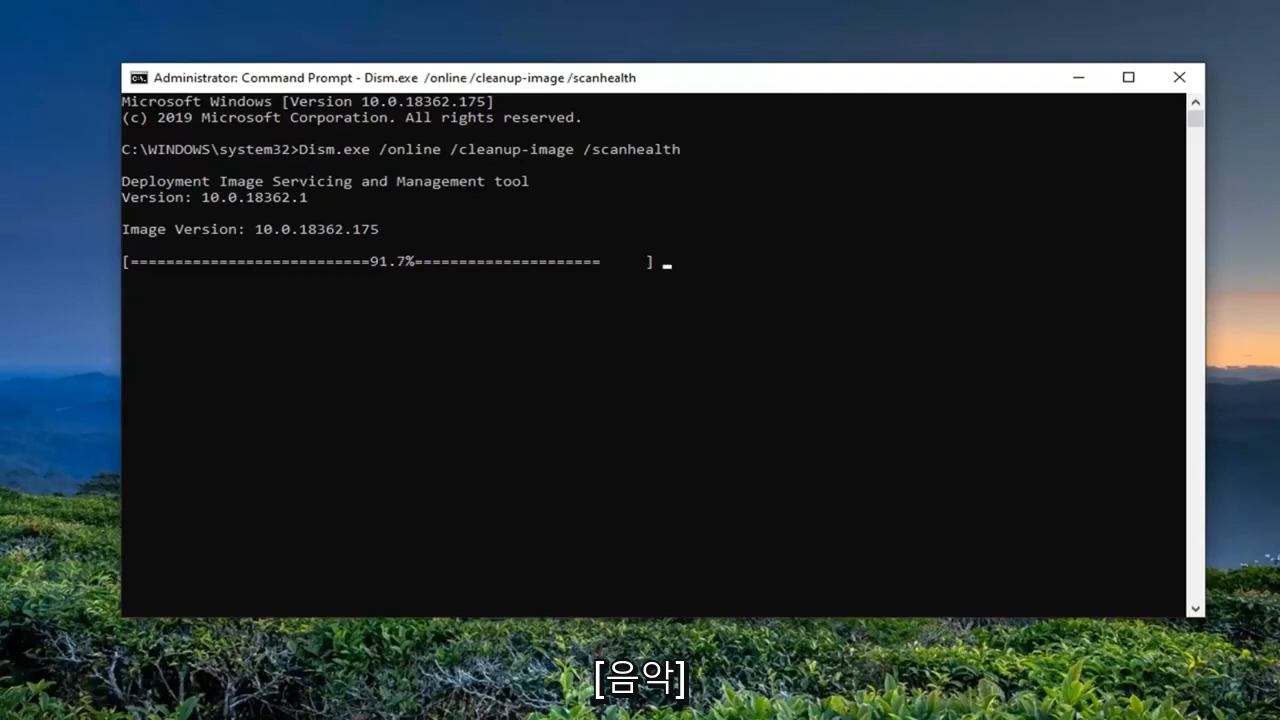 Administrator: Command Prompt - Dism.exe /online /cleanup-image /scanhealth
Microsoft Windows [Version 10.0.18362.175]
(c) 2019 Microsoft Corporation. All rights reserved.
C:\WINDOWS\system32>Dism.exe /online /cleanup-image /scanhealth
Deployment Image Servicing and Management tool
Version: 10.0.18362.1
Image Version: 10.0.18362.175
[===========================91.7%=====================     ] _
[음악]